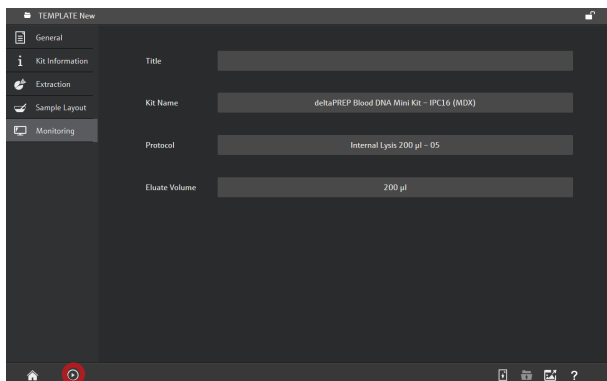 TEMPLATE New
General
Kit Information
Extraction
Sample Layout
Monitoring
Title
Kit Name
deltaPREP Blood DNA Mini Kit – IPC16 (MDX)
Protocol
Internal Lysis 200 µl – 05
Eluate Volume
200 µl
?